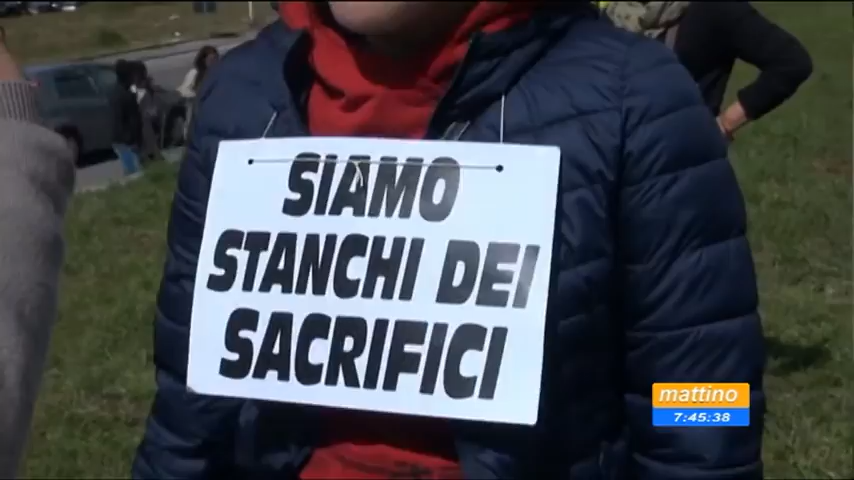 SIAMO
STANCHI DEI
SACRIFICI
mattino
7:45:38